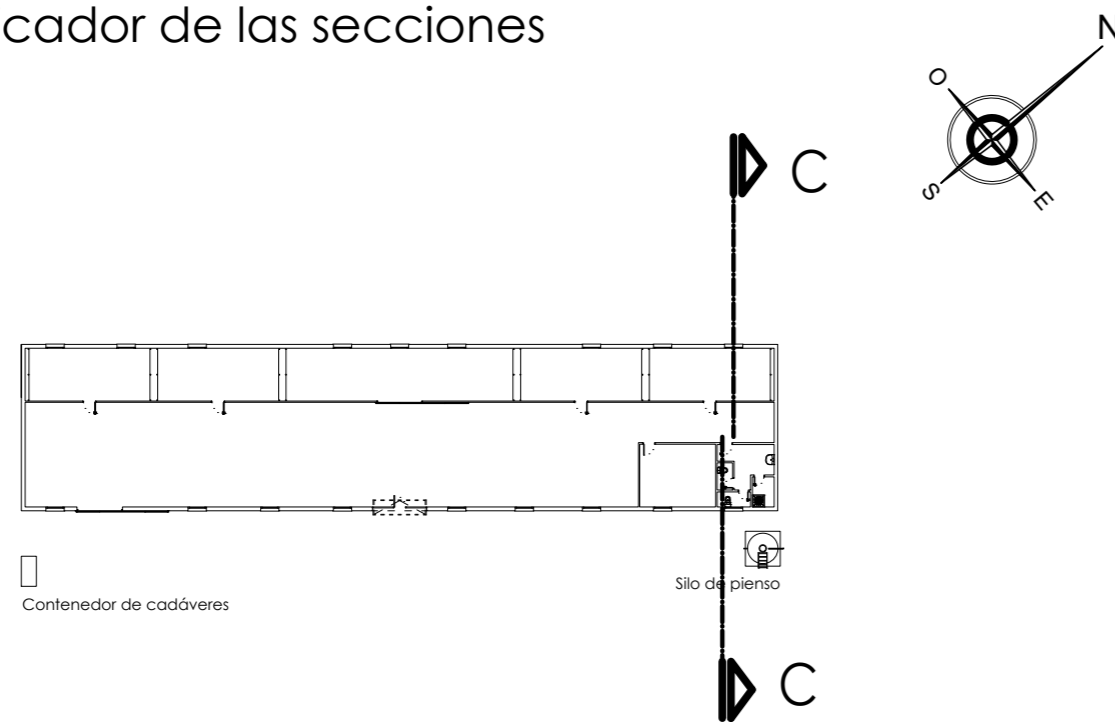 cador de las secciones
N
O
S
E
C
Silo de pienso
Contenedor de cadáveres
C